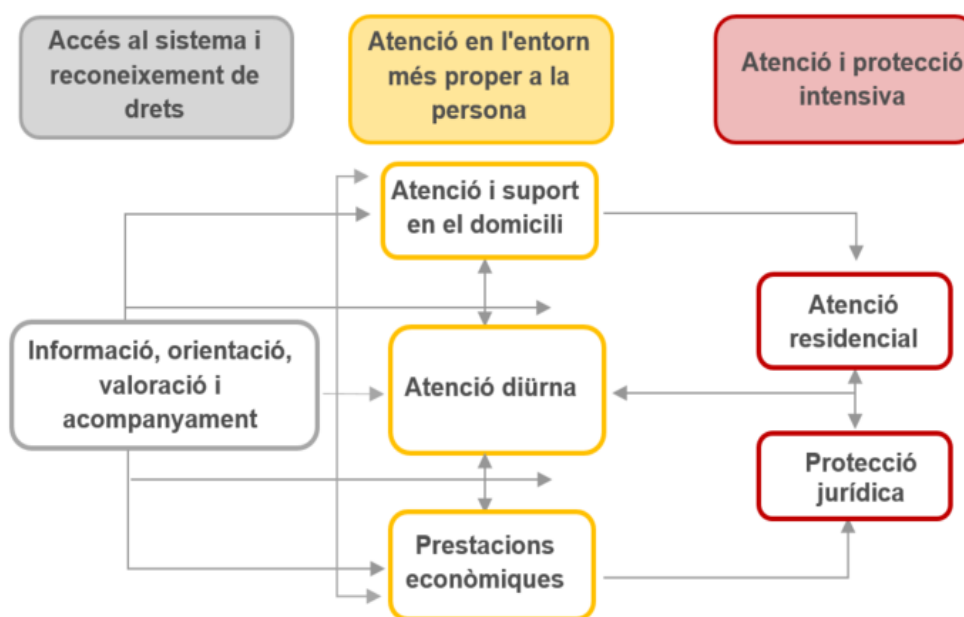 Accés al sistema i
reconeixement de
drets
Atenció en l'entorn
més proper a la
persona
Atenció i protecció
intensiva
Atenció i suport
en el domicili
Informació, orientació,
valoració i
acompanyament
Atenció diürna
Prestacions
econòmiques
Atenció
residencial
Protecció
jurídica